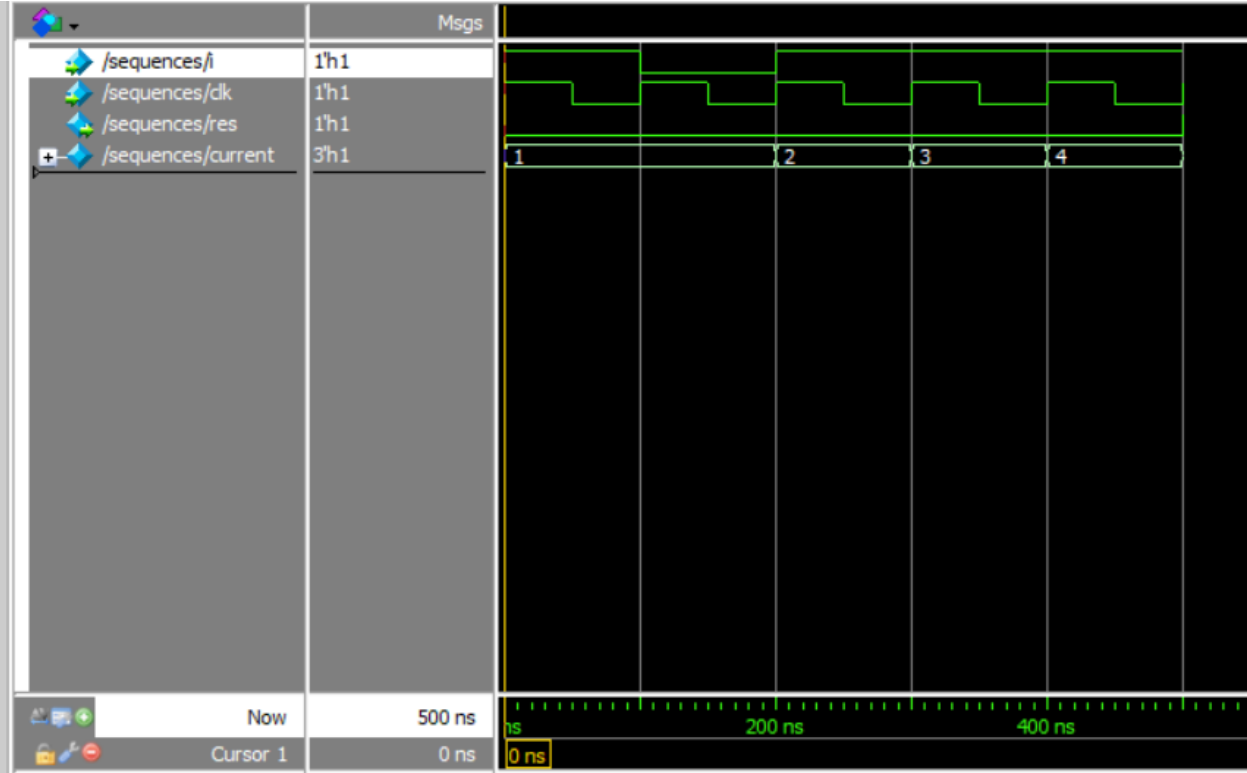 Msgs
/sequences/i 1'h1
/sequences/clk 1'h1
/sequences/res 1'h1
/sequences/current 3'h1 1 2 3 4
Now 500 ns ns 200 ns 400 ns
Cursor 1 0 ns 0 ns